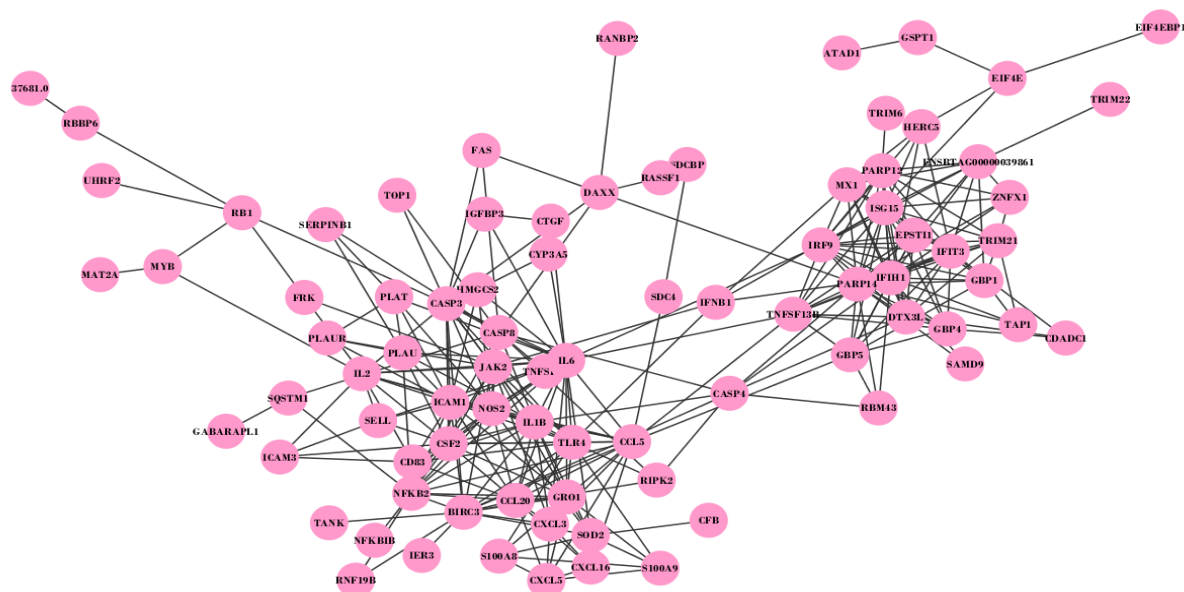 EIF4EBP1
RANBP2
GSPT1
ATAD1
EIF4E
37681.0
TRIM22
RBBP6
TRIM6
HERC5
FAS
ENSBTAG00000039861
RASSF1
PARP12
UHRF2
MX1
DAXX
TOP1
ZNFX1
RB1
IGFBP3
CTGF
ISG15
SERPINB1
EPSTI1
TRIM21
IRF9
IFIT3
CYP3A5
MYB
MAT2A
IFIH1
GBP1
PARP14
HMGCS2
FRK
PLAT
SDC4
IFNB1
CASP3
TNFSF13B
DTX3L
TAP1
GBP4
CASP8
PLAUR
CDADC1
PLAU
GBP5
IL6
SAMD9
JAK2
IL2
SQSTM1
CASP4
ICAM1
NOS2
RBM43
SELL
IL1B
GABARAPL1
CSF2
TLR4
CCL5
ICAM3
CD83
RIPK2
NFKB2
GRO1
CCL20
BIRC3
CFB
TANK
CXCL3
SOD2
NFKBIB
IER3
S100A8
CXCL16
S100A9
RNF19B
CXCL5